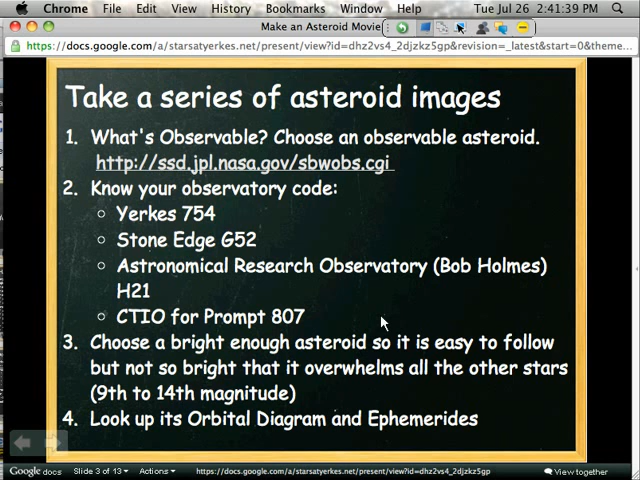 Chrome File Edit View History Bookmarks Window Help Tue Jul 26 2:41:39 PM
Make an Asteroid Movie
https://docs.google.com/a/starsatyerkes.net/present/view?id=dhz2vs4_2djzkz5gp&revision=_latest&start=0&theme...
Take a series of asteroid images
1. What's Observable? Choose an observable asteroid.
http://ssd.jpl.nasa.gov/sbwobs.cgi
2. Know your observatory code:
○ Yerkes 754
○ Stone Edge G52
○ Astronomical Research Observatory (Bob Holmes)
H21
○ CTIO for Prompt 807
3. Choose a bright enough asteroid so it is easy to follow
but not so bright that it overwhelms all the other stars
(9th to 14th magnitude)
4. Look up its Orbital Diagram and Ephemerides
Google docs Slide 3 of 13 Actions https://docs.google.com/a/starsatyerkes.net/present/view?id=dhz2vs4_2djzkz5gp View together